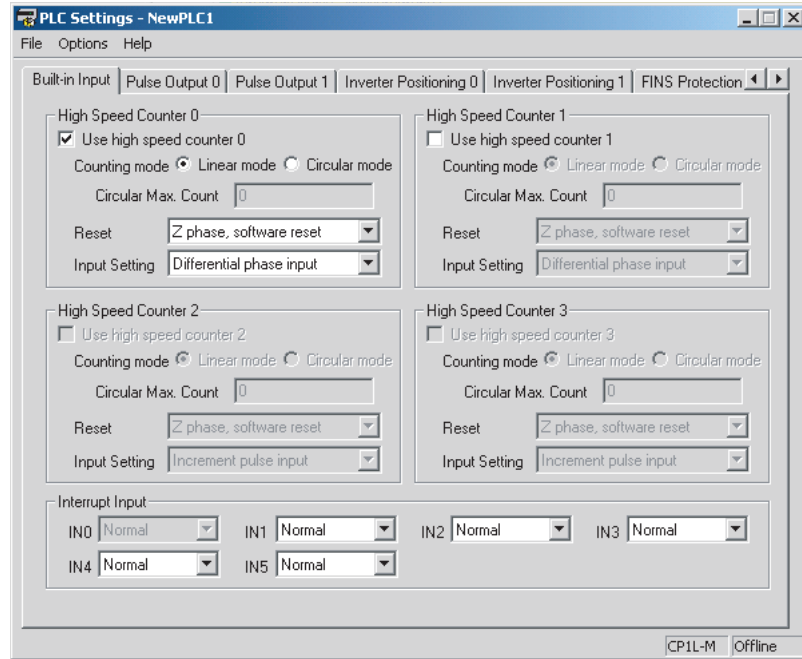 PLC Settings - NewPLC1
File Options Help
Built-in Input Pulse Output 0 Pulse Output 1 Inverter Positioning 0 Inverter Positioning 1 FINS Protection
High Speed Counter 0
Use high speed counter 0
Counting mode Linear mode Circular mode
Circular Max. Count 0
Reset Z phase, software reset
Input Setting Differential phase input
High Speed Counter 1
Use high speed counter 1
Counting mode Linear mode Circular mode
Circular Max. Count 0
Reset Z phase, software reset
Input Setting Differential phase input
High Speed Counter 2
Use high speed counter 2
Counting mode Linear mode Circular mode
Circular Max. Count 0
Reset Z phase, software reset
Input Setting Increment pulse input
High Speed Counter 3
Use high speed counter 3
Counting mode Linear mode Circular mode
Circular Max. Count 0
Reset Z phase, software reset
Input Setting Increment pulse input
Interrupt Input
IN0 Normal IN1 Normal IN2 Normal IN3 Normal
IN4 Normal IN5 Normal
CP1L-M Offline